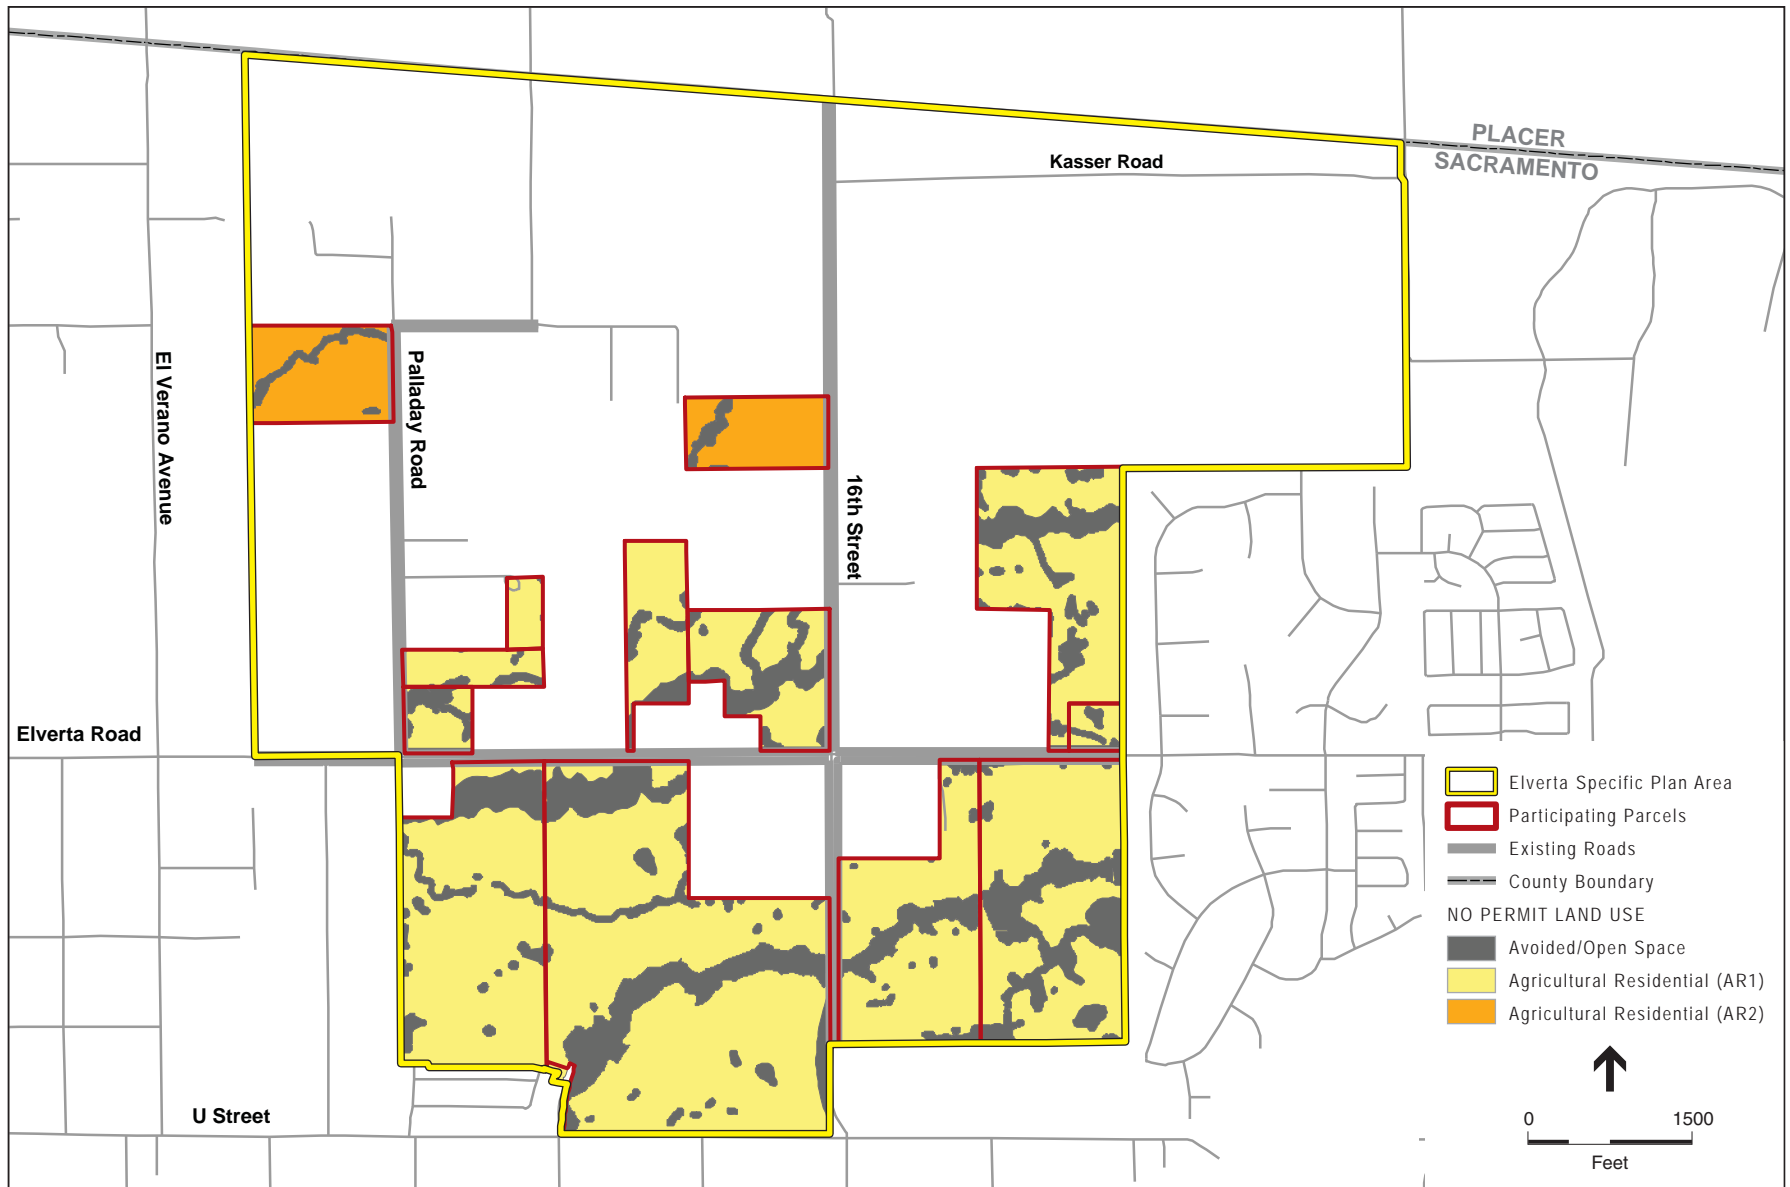 PLACER
SACRAMENTO
Kasser Road
El Verano Avenue
Palladay Road
16th Street
Elverta Road
U Street
Elverta Specific Plan Area
Participating Parcels
Existing Roads
County Boundary
NO PERMIT LAND USE
Avoided/Open Space
Agricultural Residential (AR1)
Agricultural Residential (AR2)
0 1500
Feet